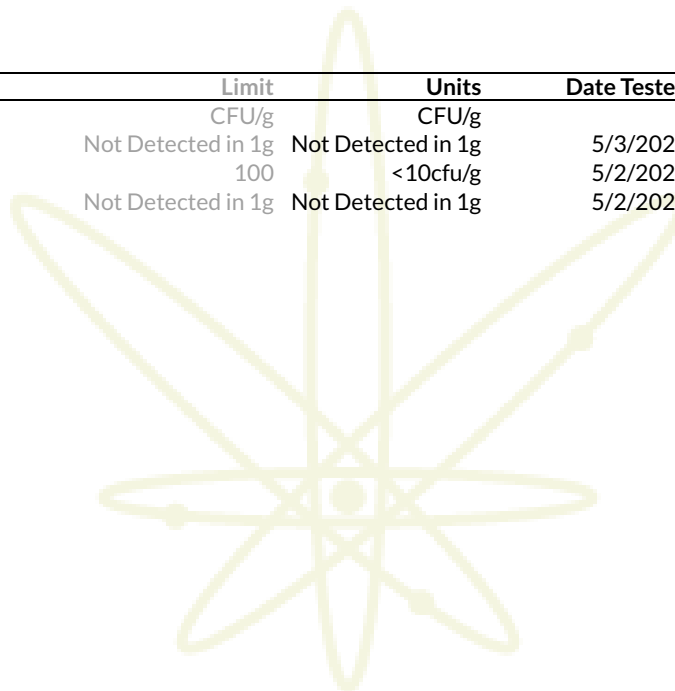 Limit Units Date Teste
CFU/g CFU/g
Not Detected in 1g Not Detected in 1g 5/3/202
100 <10cfu/g 5/2/202
Not Detected in 1g Not Detected in 1g 5/2/202